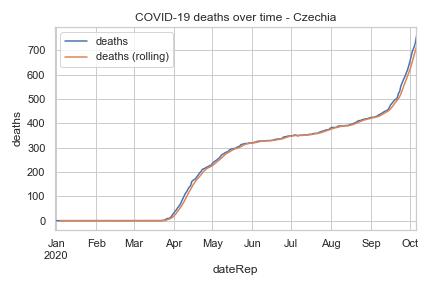 COVID-19 deaths over time - Czechia
deaths
deaths (rolling)
700
600
500
400
300
200
100
0
deaths
Jan Feb Mar Apr May Jun Jul Aug Sep Oct
2020
dateRep